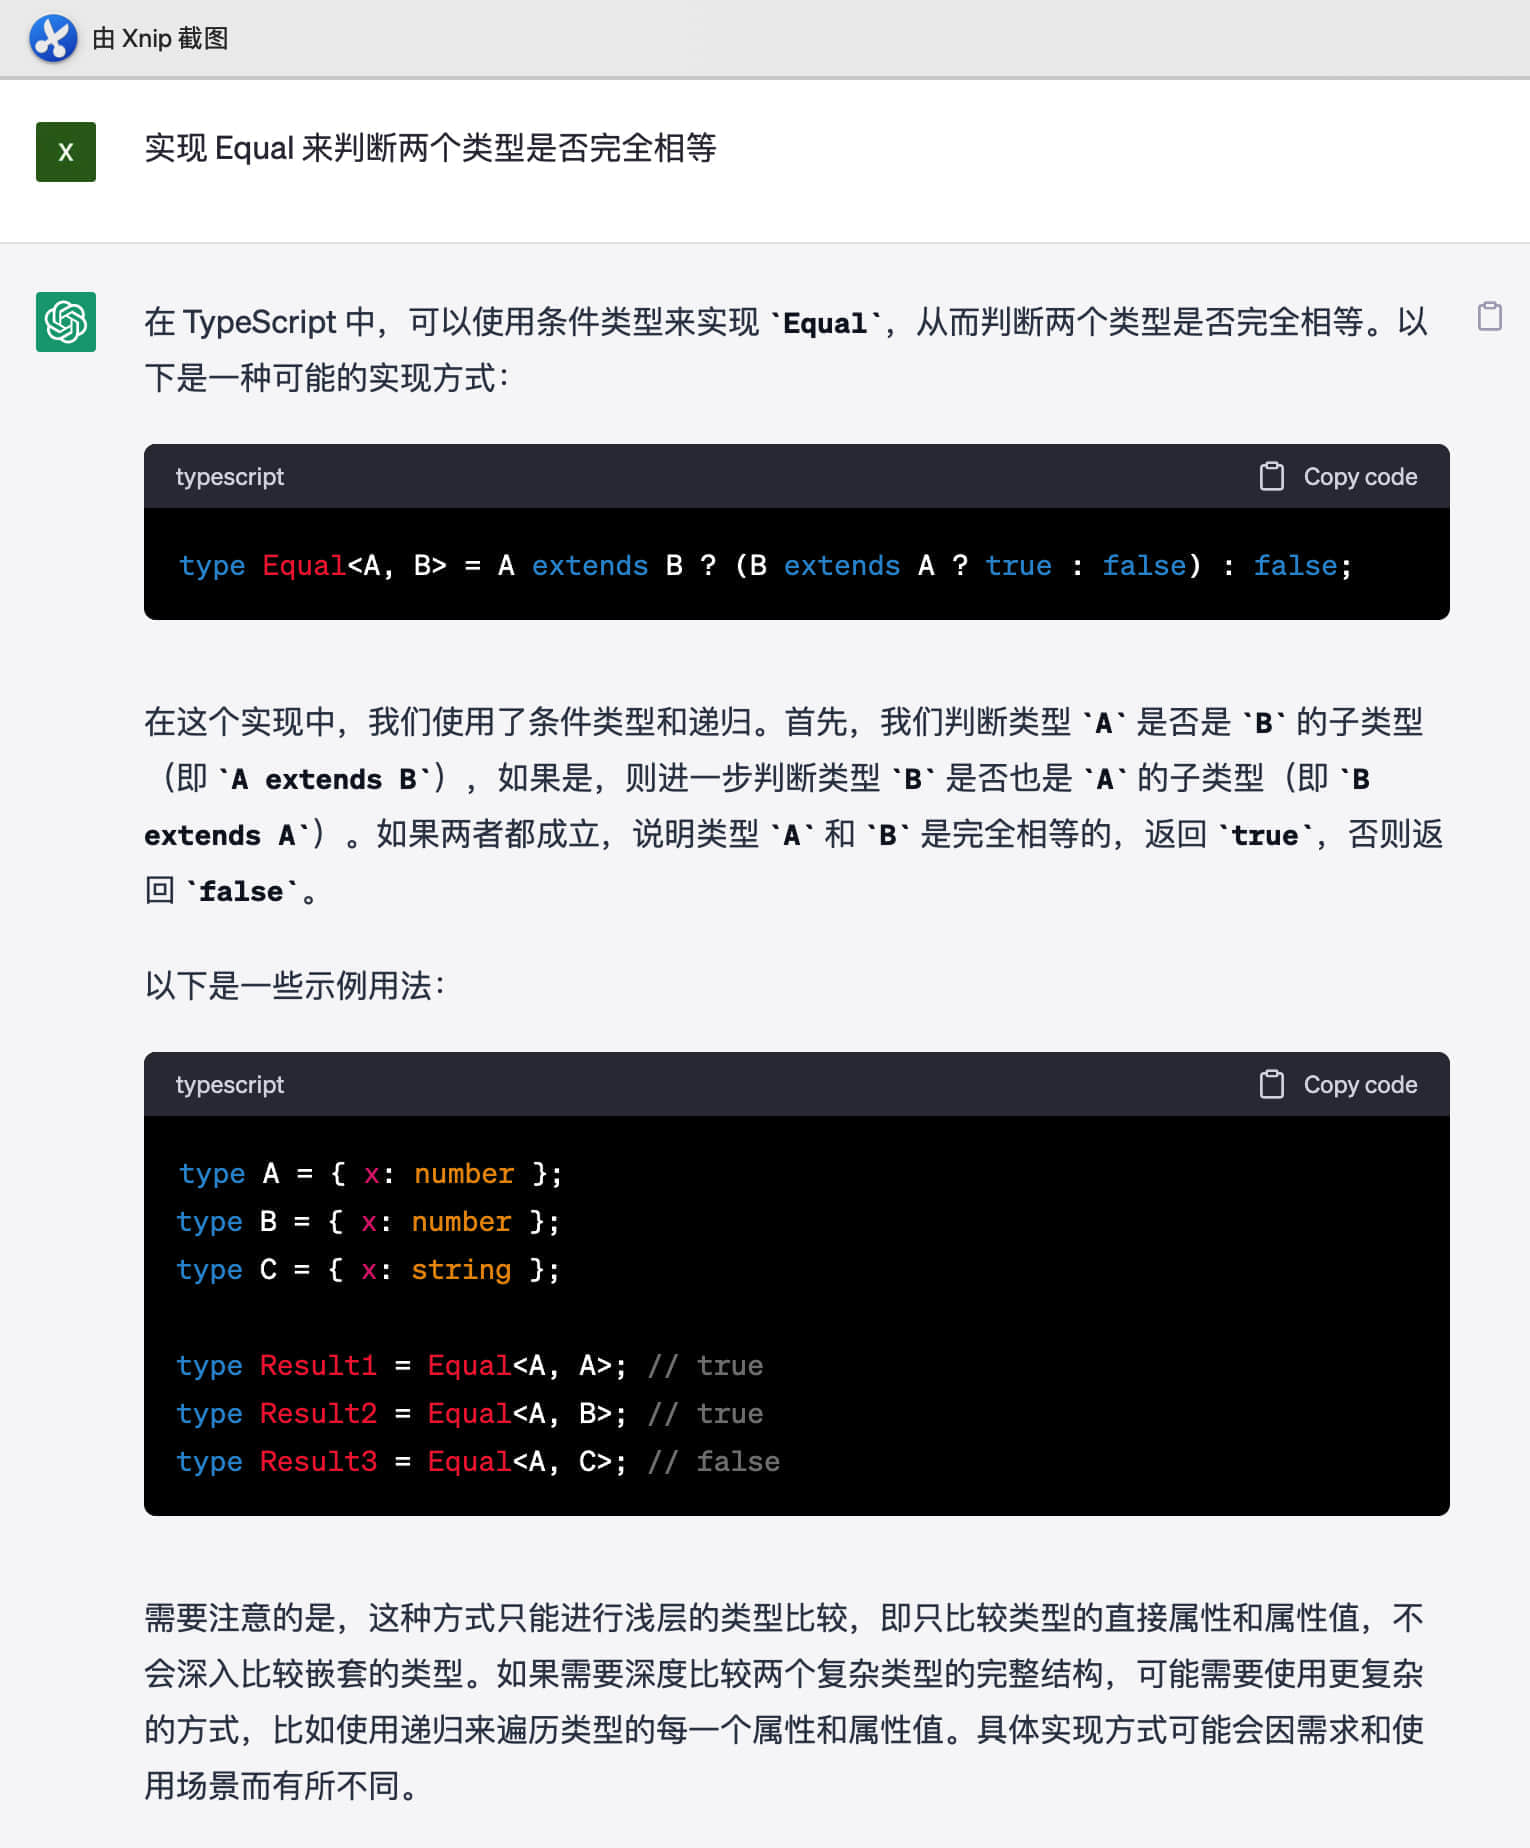 由 Xnip 截图
X
实现 Equal 来判断两个类型是否完全相等
在 TypeScript 中，可以使用条件类型来实现 `Equal`，从而判断两个类型是否完全相等。以
下是一种可能的实现方式：
typescript
Copy code
type Equal<A, B> = A extends B ? (B extends A ? true : false) : false;
在这个实现中，我们使用了条件类型和递归。首先，我们判断类型 `A` 是否是 `B` 的子类型
（即 `A extends B`），如果是，则进一步判断类型 `B` 是否也是 `A` 的子类型（即 `B
extends A`）。如果两者都成立，说明类型 `A` 和 `B` 是完全相等的，返回 `true`，否则返
回 `false`。
以下是一些示例用法：
typescript
Copy code
type A = { x: number };
type B = { x: number };
type C = { x: string };
type Result1 = Equal<A, A>; // true
type Result2 = Equal<A, B>; // true
type Result3 = Equal<A, C>; // false
需要注意的是，这种方式只能进行浅层的类型比较，即只比较类型的直接属性和属性值，不
会深入比较嵌套的类型。如果需要深度比较两个复杂类型的完整结构，可能需要使用更复杂
的方式，比如使用递归来遍历类型的每一个属性和属性值。具体实现方式可能会因需求和使
用场景而有所不同。